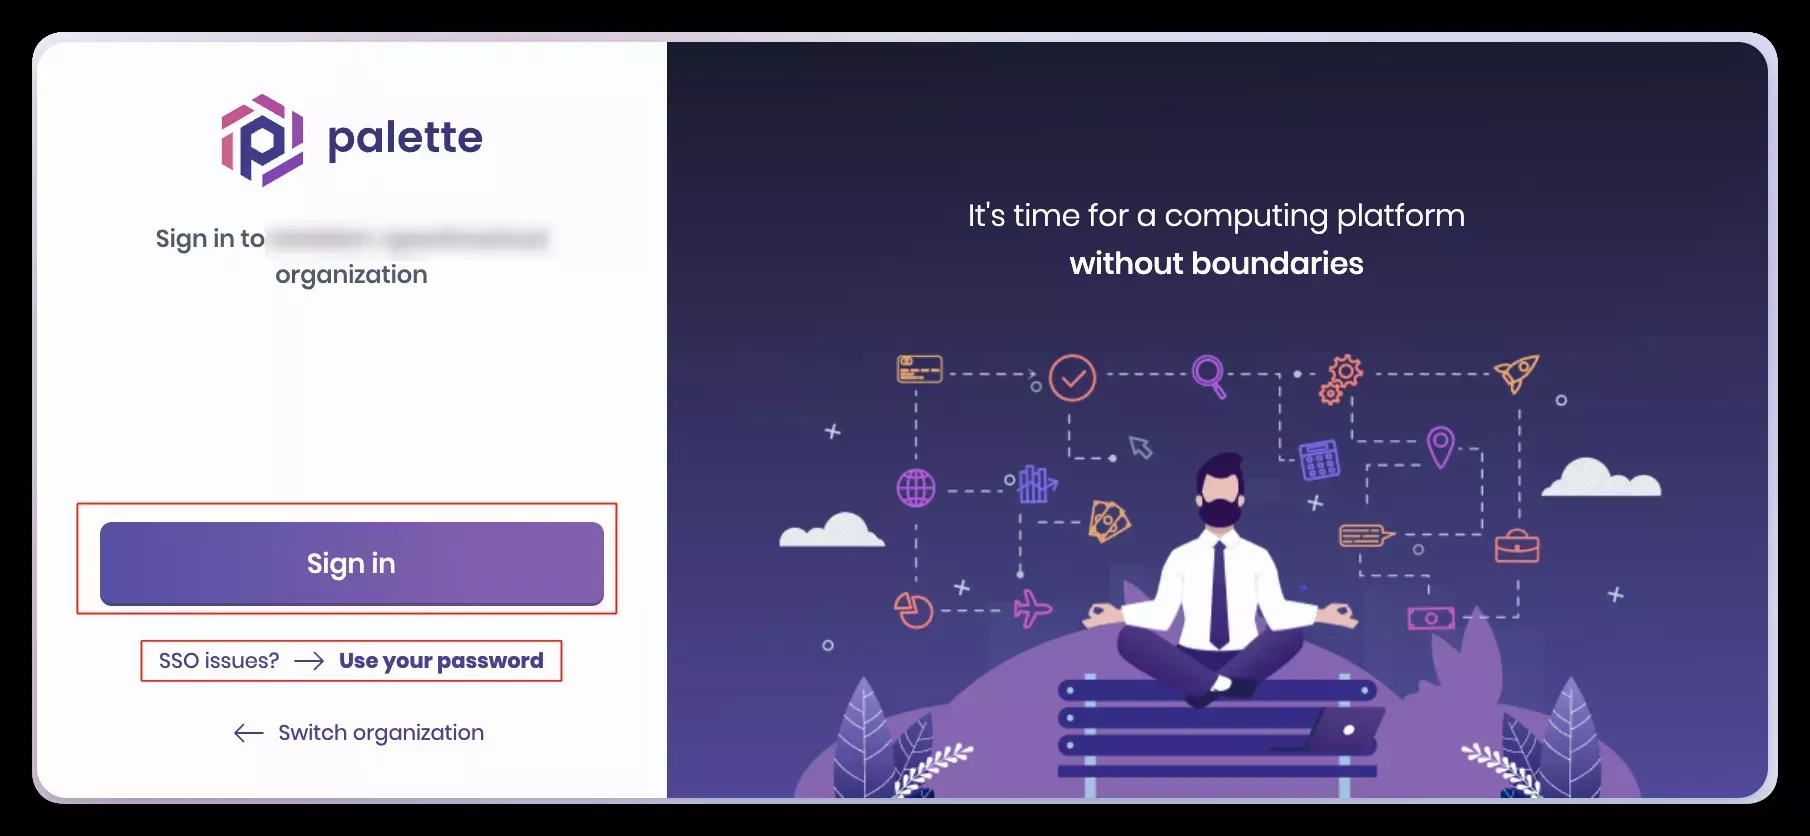 palette
Sign in to
organization
Sign in
SSO issues? → Use your password
← Switch organization
It's time for a computing platform
without boundaries